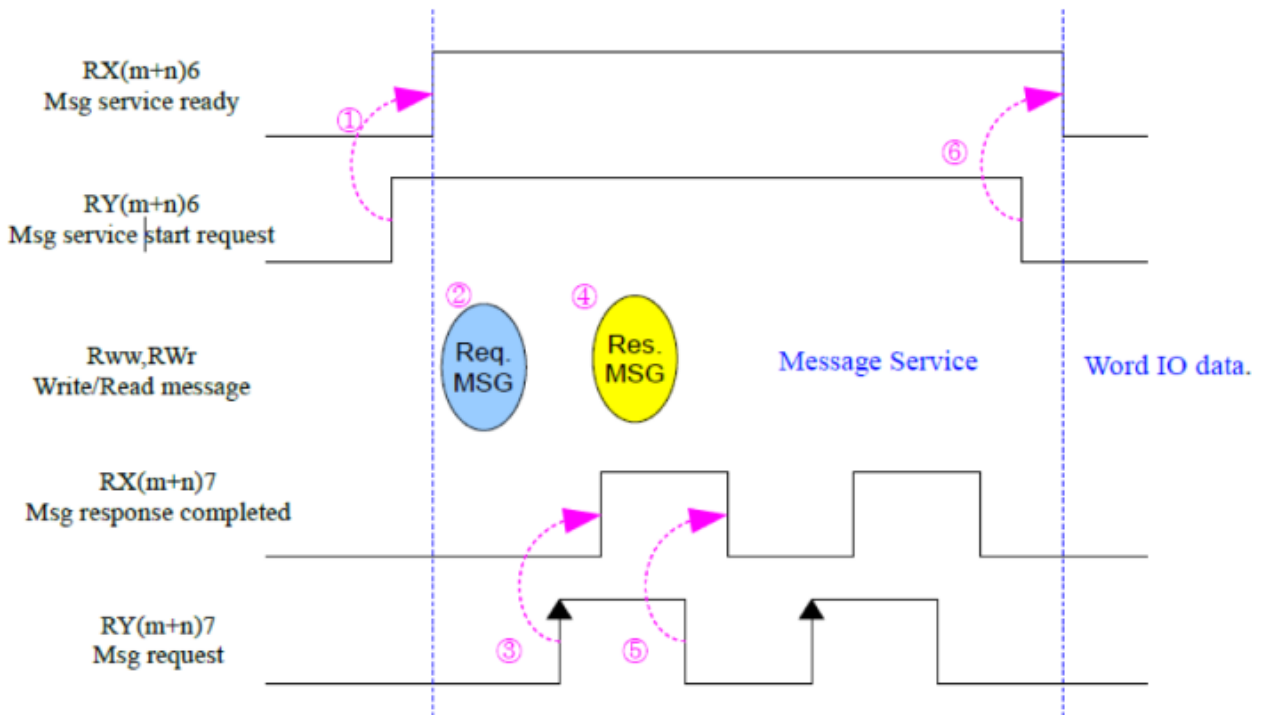 RX(m+n)6
Msg service ready
①
⑥
RY(m+n)6
Msg service start request
②
④
Req.
MSG
Res.
MSG
Rww,RWr
Write/Read message
Message Service
Word IO data.
RX(m+n)7
Msg response completed
RY(m+n)7
Msg request
③
⑤